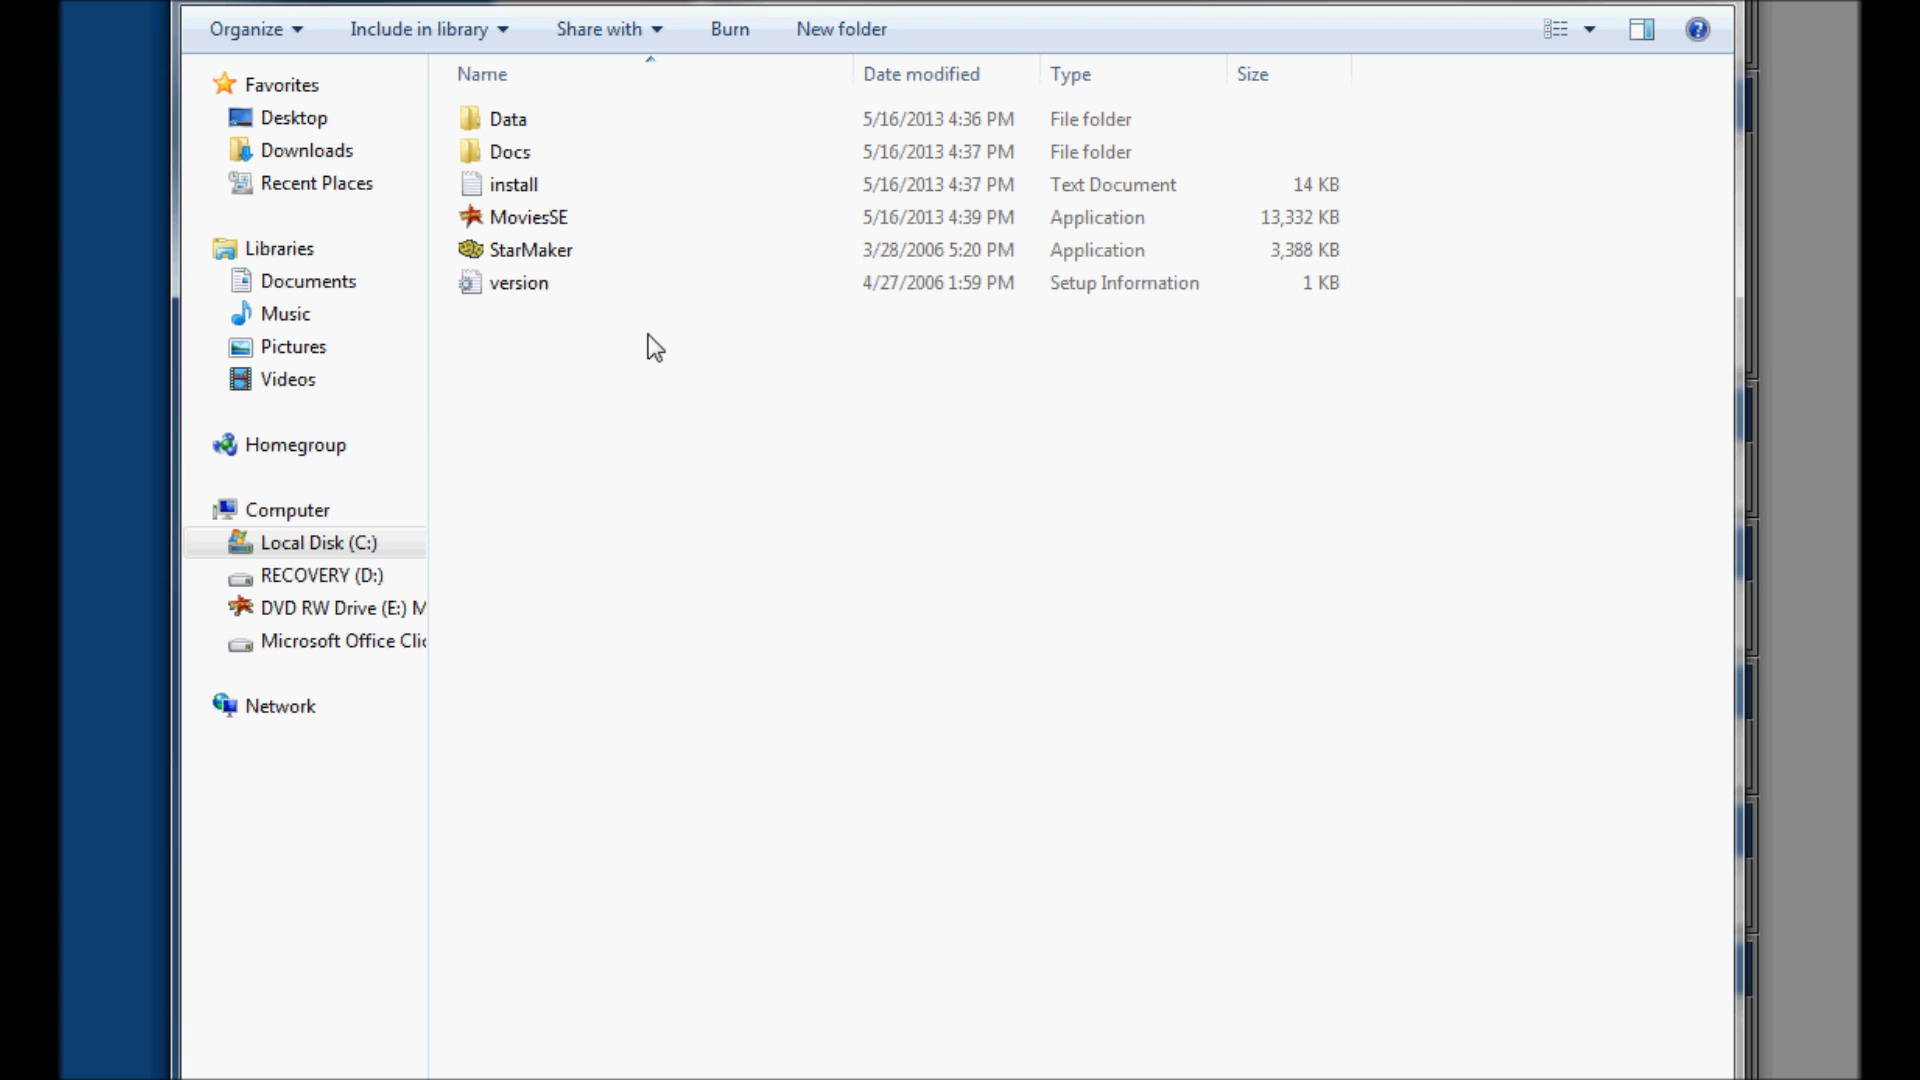 Organize Include in library Share with Burn New folder
Name Date modified Type Size
Favorites
Desktop
Downloads
Recent Places
Libraries
Documents
Music
Pictures
Videos
Homegroup
Computer
Local Disk (C:)
RECOVERY (D:)
DVD RW Drive (E:) M
Microsoft Office Clic
Network
Data 5/16/2013 4:36 PM File folder
Docs 5/16/2013 4:37 PM File folder
install 5/16/2013 4:37 PM Text Document 14 KB
MoviesSE 5/16/2013 4:39 PM Application 13,332 KB
StarMaker 3/28/2006 5:20 PM Application 3,388 KB
version 4/27/2006 1:59 PM Setup Information 1 KB